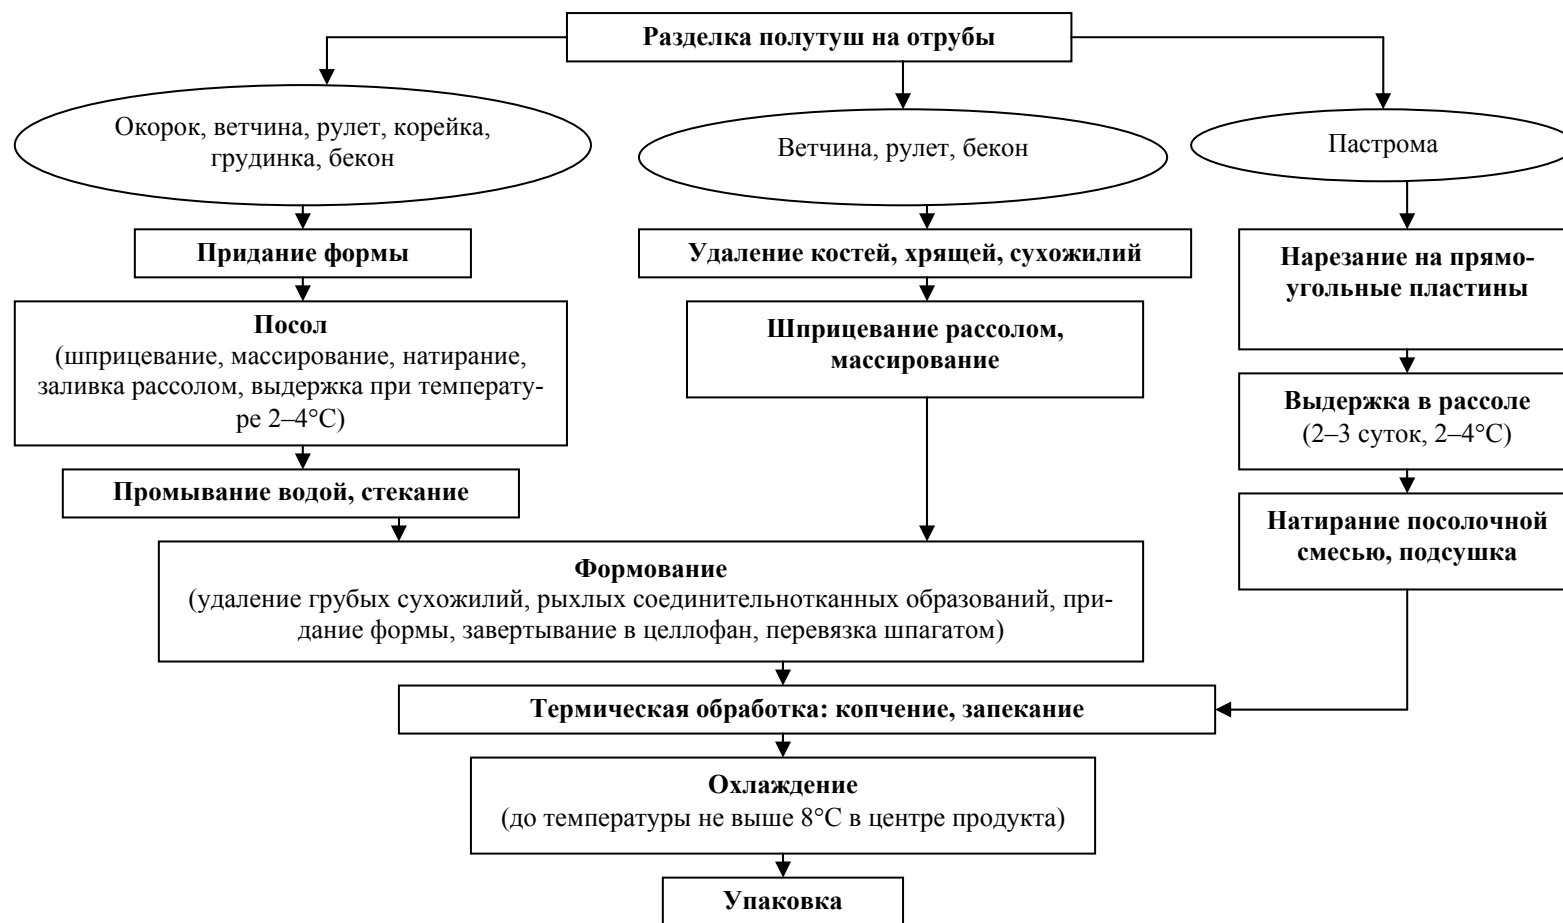 Разделка полутуш на отрубы
Окорок, ветчина, рулет, корейка,
грудинка, бекон
Ветчина, рулет, бекон
Пастрома
Придание формы
Удаление костей, хрящей, сухожилий
Нарезание на прямо-
угольные пластины
Посол
(шприцевание, массирование, натирание,
заливка рассолом, выдержка при температу-
ре 2–4°С)
Шприцевание рассолом,
массирование
Выдержка в рассоле
(2–3 суток, 2–4°С)
Промывание водой, стекание
Натирание посолочной
смесью, подсушка
Формование
(удаление грубых сухожилий, рыхлых соединительнотканных образований, при-
дание формы, завертывание в целлофан, перевязка шпагатом)
Термическая обработка: копчение, запекание
Охлаждение
(до температуры не выше 8°С в центре продукта)
Упаковка